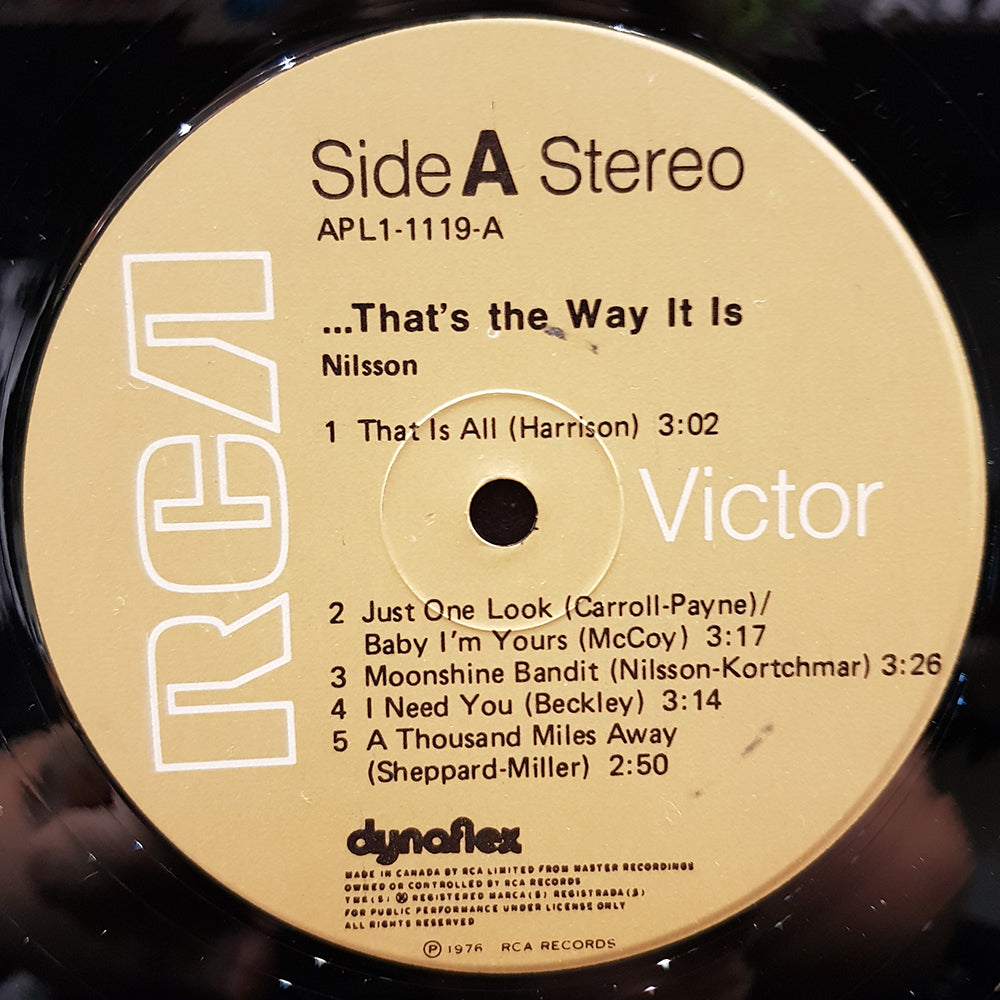 Side A Stereo
APL1-1119-A
...That's the Way It Is
Nilsson
1 That Is All (Harrison) 3:02
RCA
Victor
2 Just One Look (Carroll-Payne)/
Baby I'm Yours (McCoy) 3:17
3 Moonshine Bandit (Nilsson-Kortchmar) 3:26
4 I Need You (Beckley) 3:14
5 A Thousand Miles Away
(Sheppard-Miller) 2:50
dynaflex
MADE IN CANADA BY RCA LIMITED FROM MASTER RECORDINGS
OWNED OR CONTROLLED BY RCA RECORDS
TMK(S) ® REGISTERED MARCA(S) REGISTRADA(S)
FOR PUBLIC PERFORMANCE UNDER LICENSE ONLY
ALL RIGHTS RESERVED
℗ 1976 RCA RECORDS